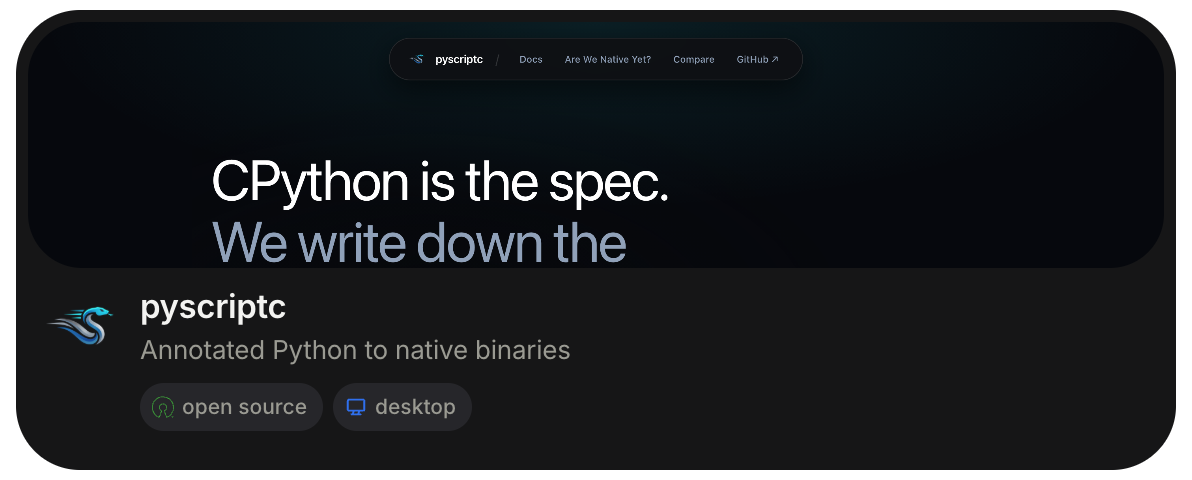 pyscriptc / Docs Are We Native Yet? Compare GitHub ↗
CPython is the spec.
We write down the
pyscriptc
Annotated Python to native binaries
open source desktop